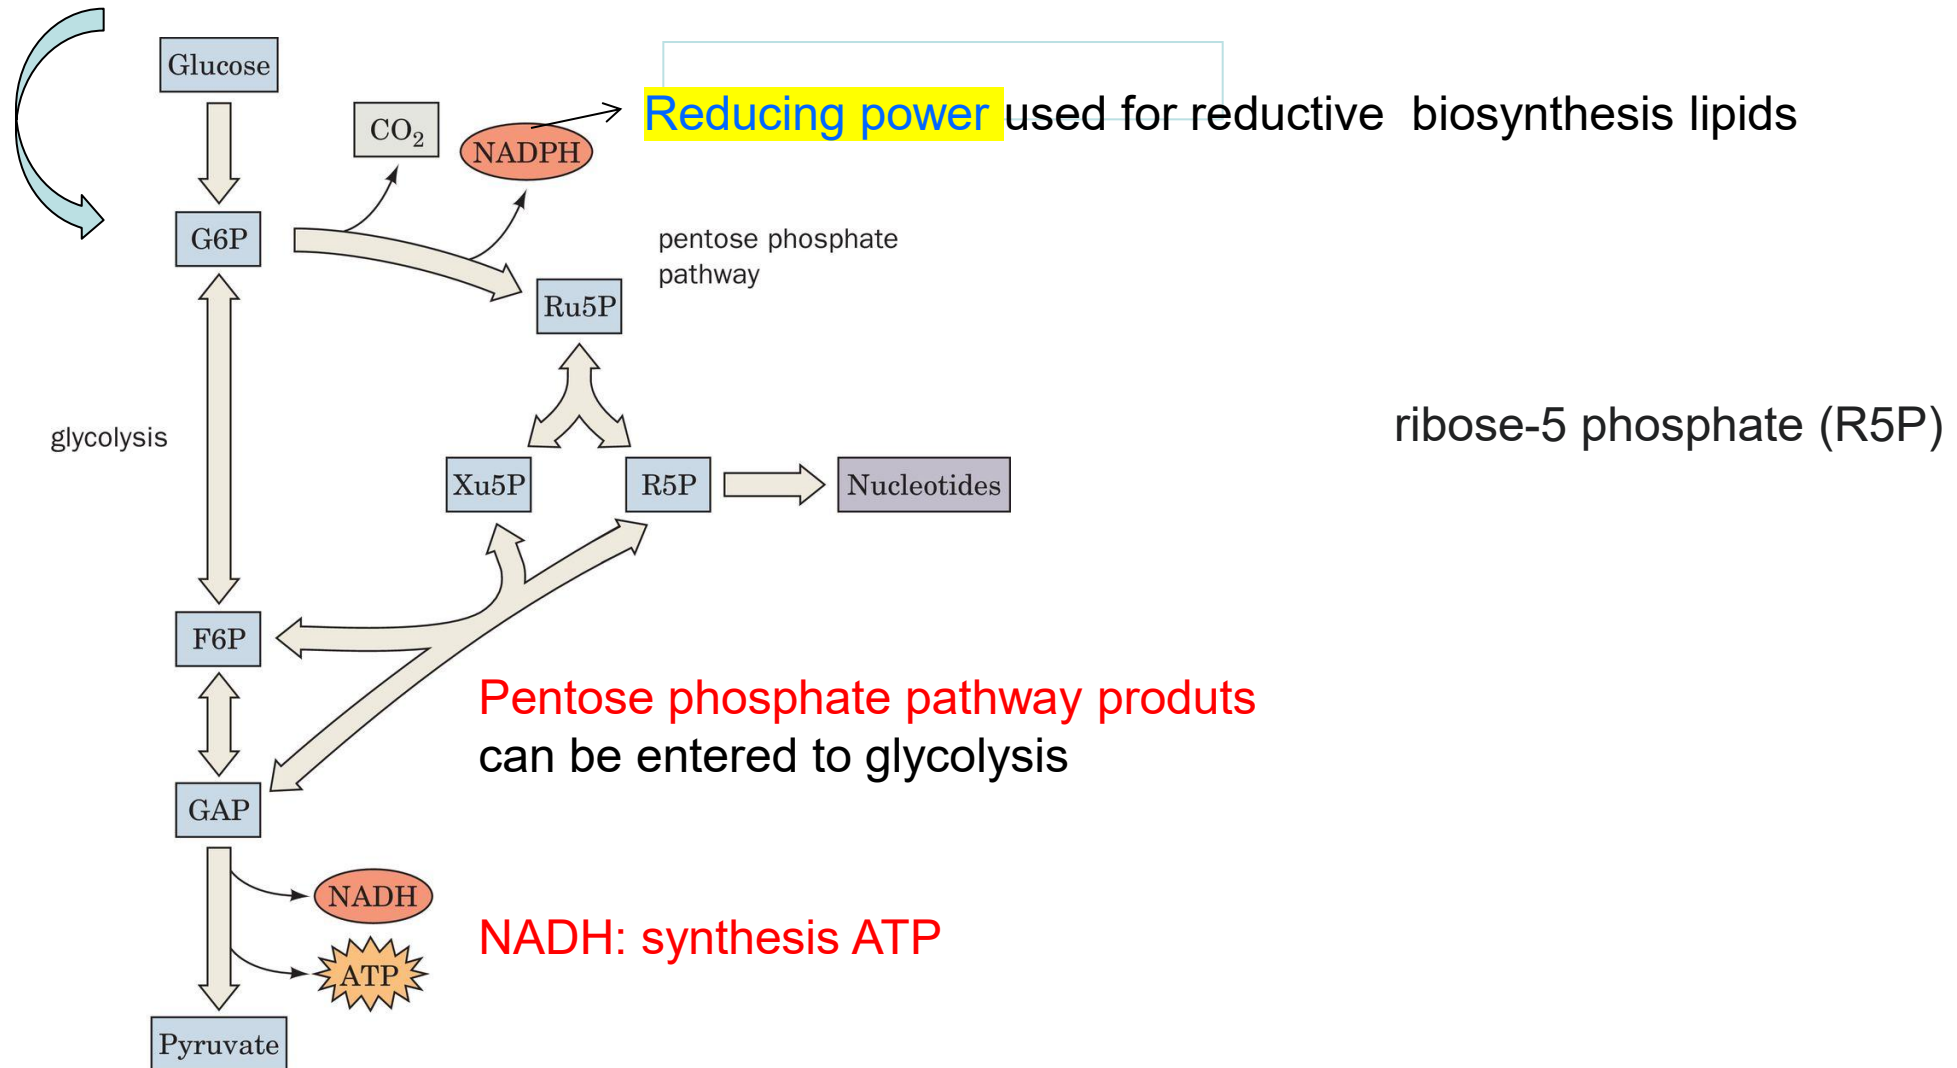 Glucose
CO2
NADPH
Reducing power used for reductive  biosynthesis lipids
G6P
pentose phosphate
pathway
Ru5P
glycolysis
ribose-5 phosphate (R5P)
Xu5P
R5P
Nucleotides
F6P
Pentose phosphate pathway produts
can be entered to glycolysis
GAP
NADH
NADH: synthesis ATP
ATP
Pyruvate